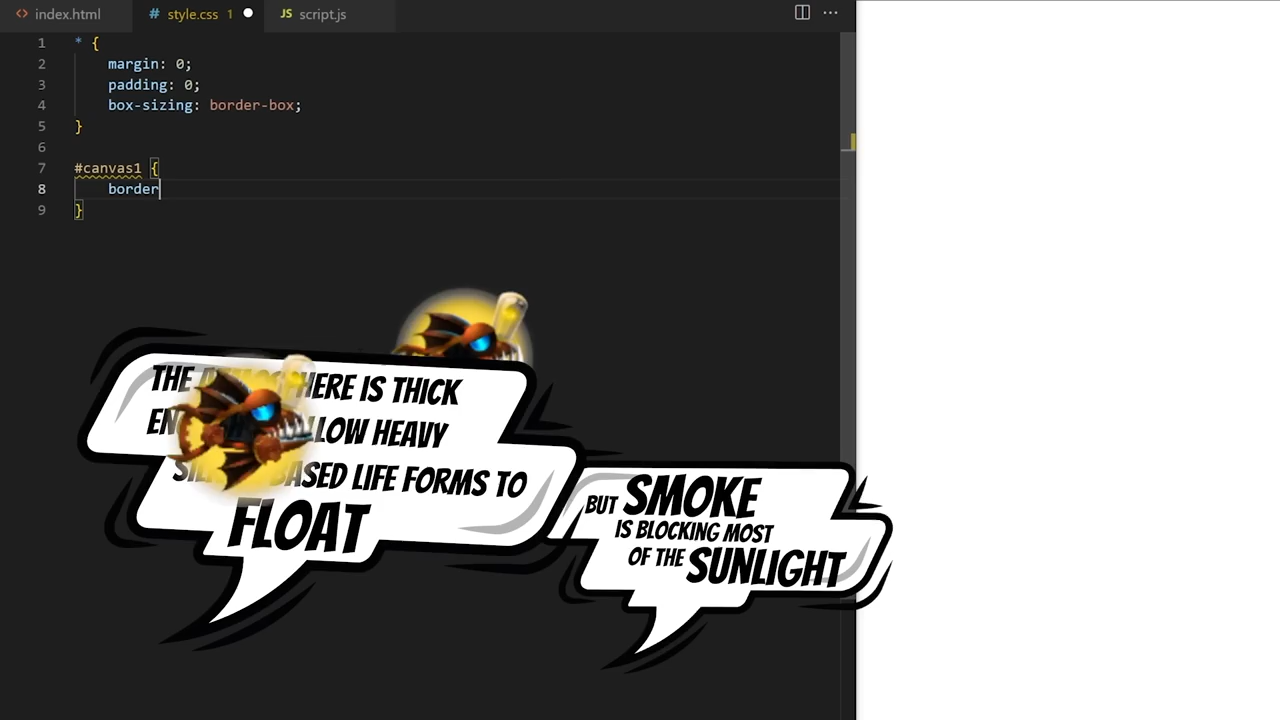 index.html
style.css 1
script.js
1 * {
2 margin: 0;
3 padding: 0;
4 box-sizing: border-box;
5 }
6
7 #canvas1 {
8 border
9 }
THE HERE IS THICK
LLOW HEAVY
BASED LIFE FORMS TO
FLOAT
BUT SMOKE
IS BLOCKING MOST
OF THE SUNLIGHT